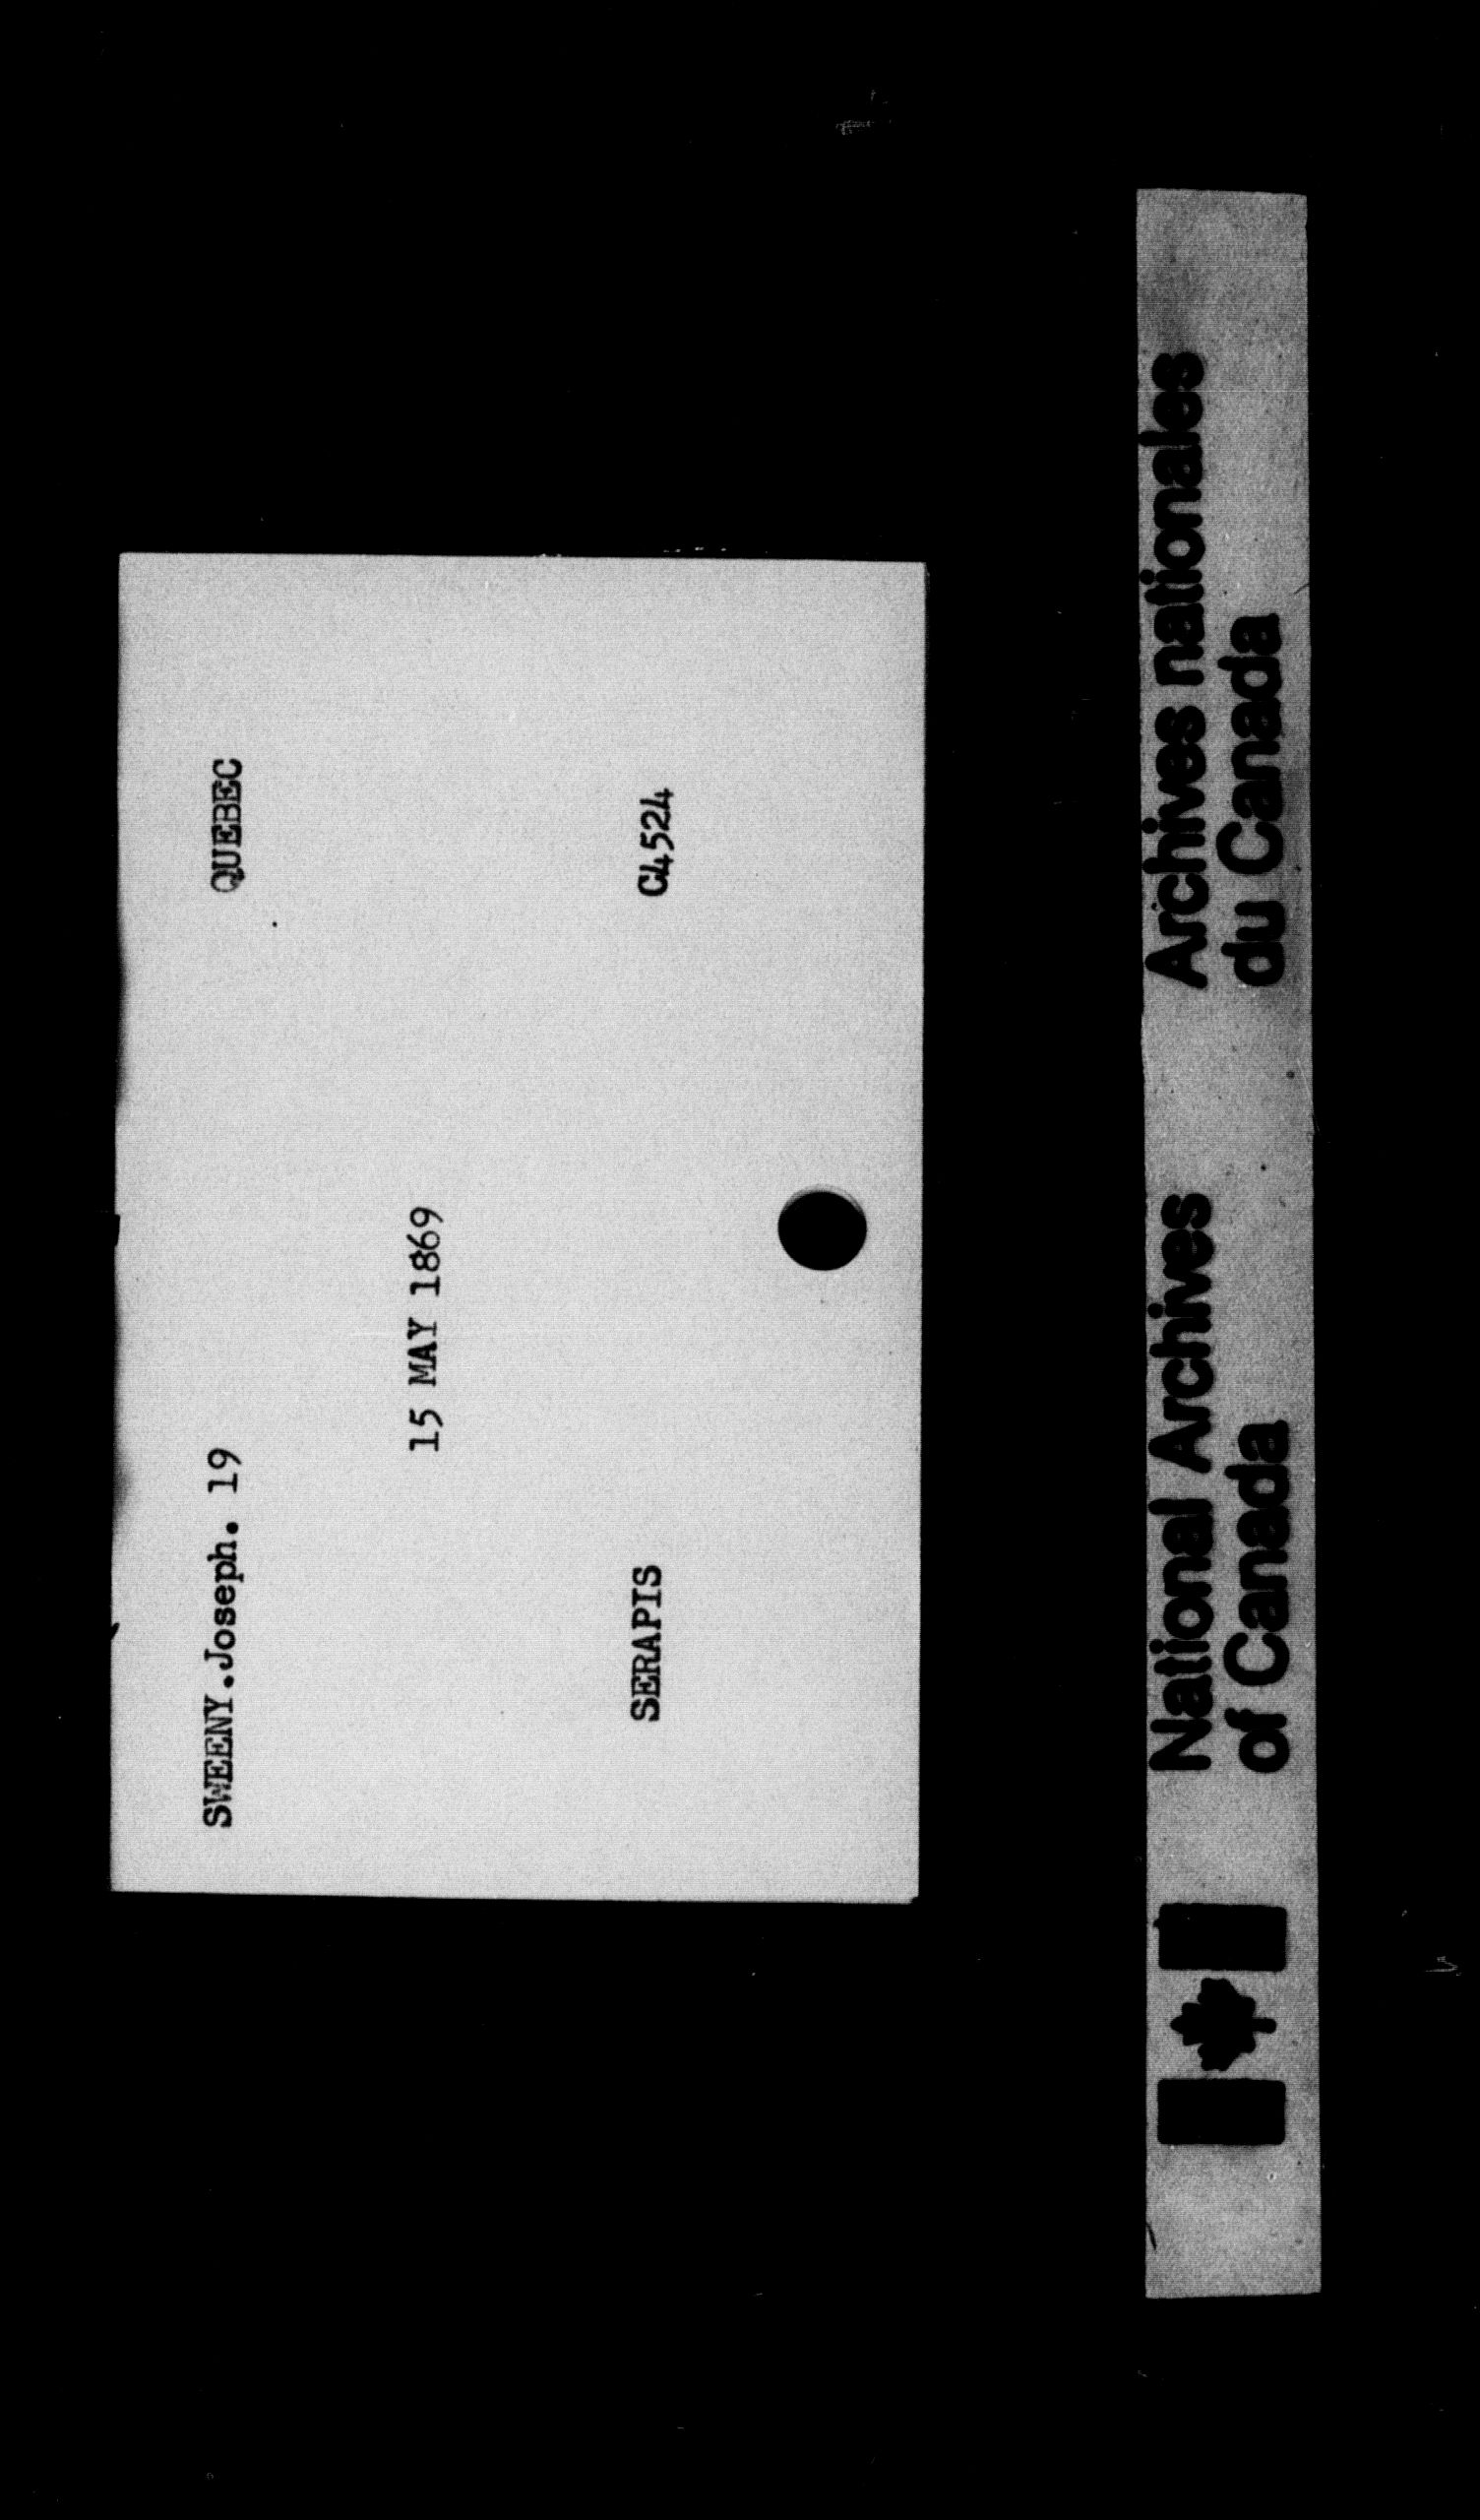 SWEENY.Joseph. 19 QUEBEC
15 MAY 1869
SERAPIS C4524
National Archives of Canada
Archives nationales du Canada